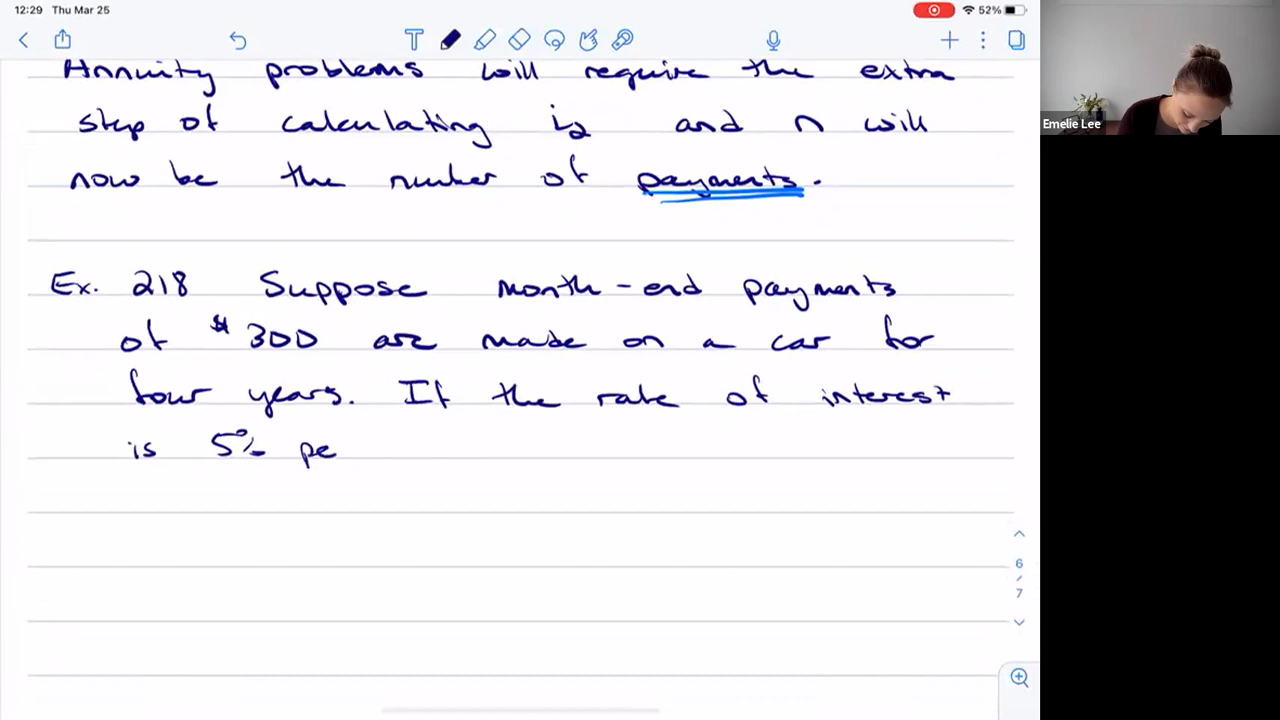 12:29 Thu Mar 25
52%
Annuity problems will require the extra
step of calculating i₂ and n will
now be the number of payments.
Emelie Lee
Ex. 218 Suppose month-end payments
of $300 are made on a car for
four years. If the rate of interest
is 5% pe
6
/
7